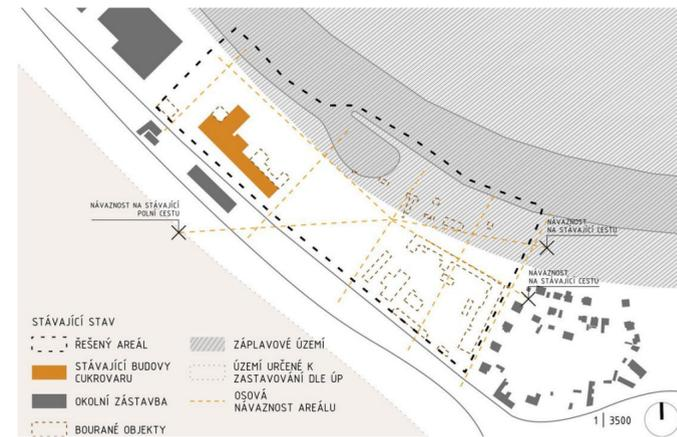 NÁVAZNOST NA STÁVAJÍCÍ
POLNÍ CESTU
NÁVAZNOST
NA STÁVAJÍCÍ CESTU
NÁVAZNOST
NA STÁVAJÍCÍ CESTU
STÁVAJÍCÍ STAV
ŘEŠENÝ AREÁL
STÁVAJÍCÍ BUDOVY
CUKROVARU
OKOLNÍ ZÁSTAVBA
BOURANÉ OBJEKTY
ZÁPLAVOVÉ ÚZEMÍ
ÚZEMÍ URČENÉ K
ZASTAVOVÁNÍ DLE ÚP
OSOVÁ
NÁVAZNOST AREÁLU
1 | 3500